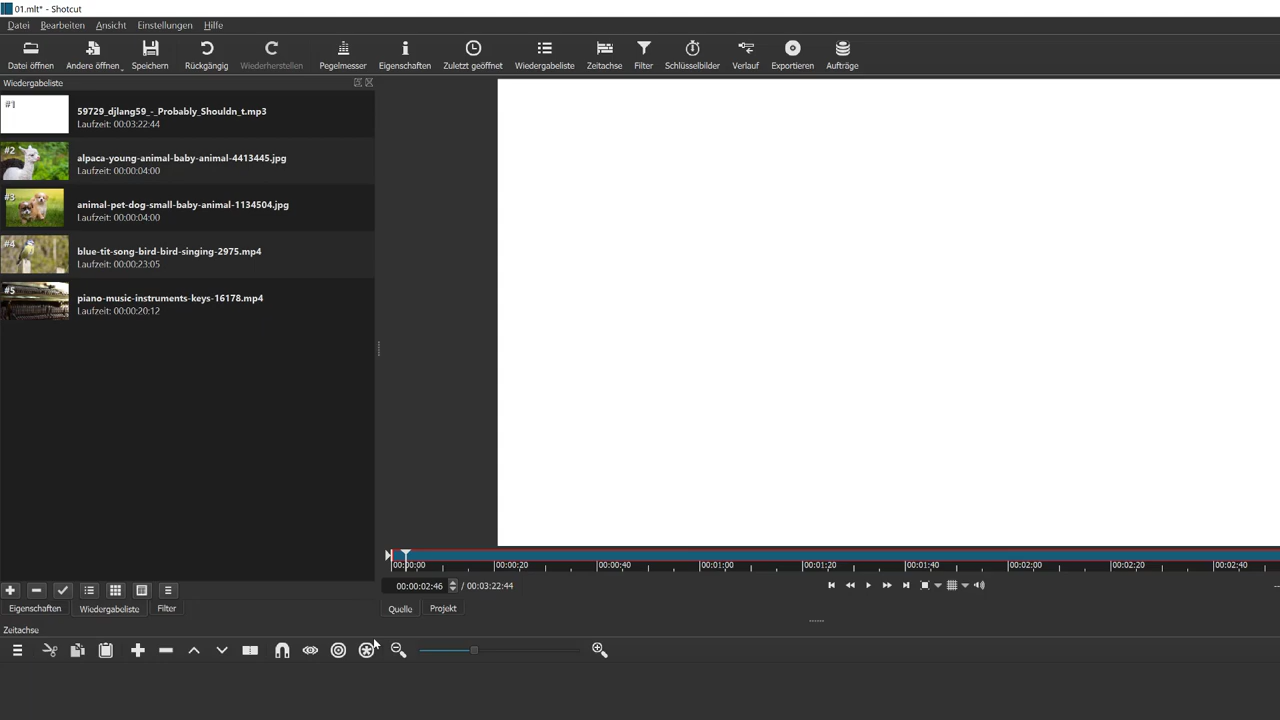 01.mlt* - Shotcut
Datei Bearbeiten Ansicht Einstellungen Hilfe
Datei öffnen Andere öffnen Speichern Rückgängig Wiederherstellen Pegelmesser Eigenschaften Zuletzt geöffnet Wiedergabeliste Zeitachse Filter Schlüsselbilder Verlauf Exportieren Aufträge
Wiedergabeliste
#1
59729_djlang59_-_Probably_Shouldn_t.mp3
Laufzeit: 00:03:22:44
#2
alpaca-young-animal-baby-animal-4413445.jpg
Laufzeit: 00:00:04:00
#3
animal-pet-dog-small-baby-animal-1134504.jpg
Laufzeit: 00:00:04:00
#4
blue-tit-song-bird-bird-singing-2975.mp4
Laufzeit: 00:00:23:05
#5
piano-music-instruments-keys-16178.mp4
Laufzeit: 00:00:20:12
00:00:00 00:00:20 00:00:40 00:01:00 00:01:20 00:01:40 00:02:00 00:02:20 00:02:40
00:00:02:46 / 00:03:22:44
Eigenschaften Wiedergabeliste Filter
Quelle Projekt
Zeitachse